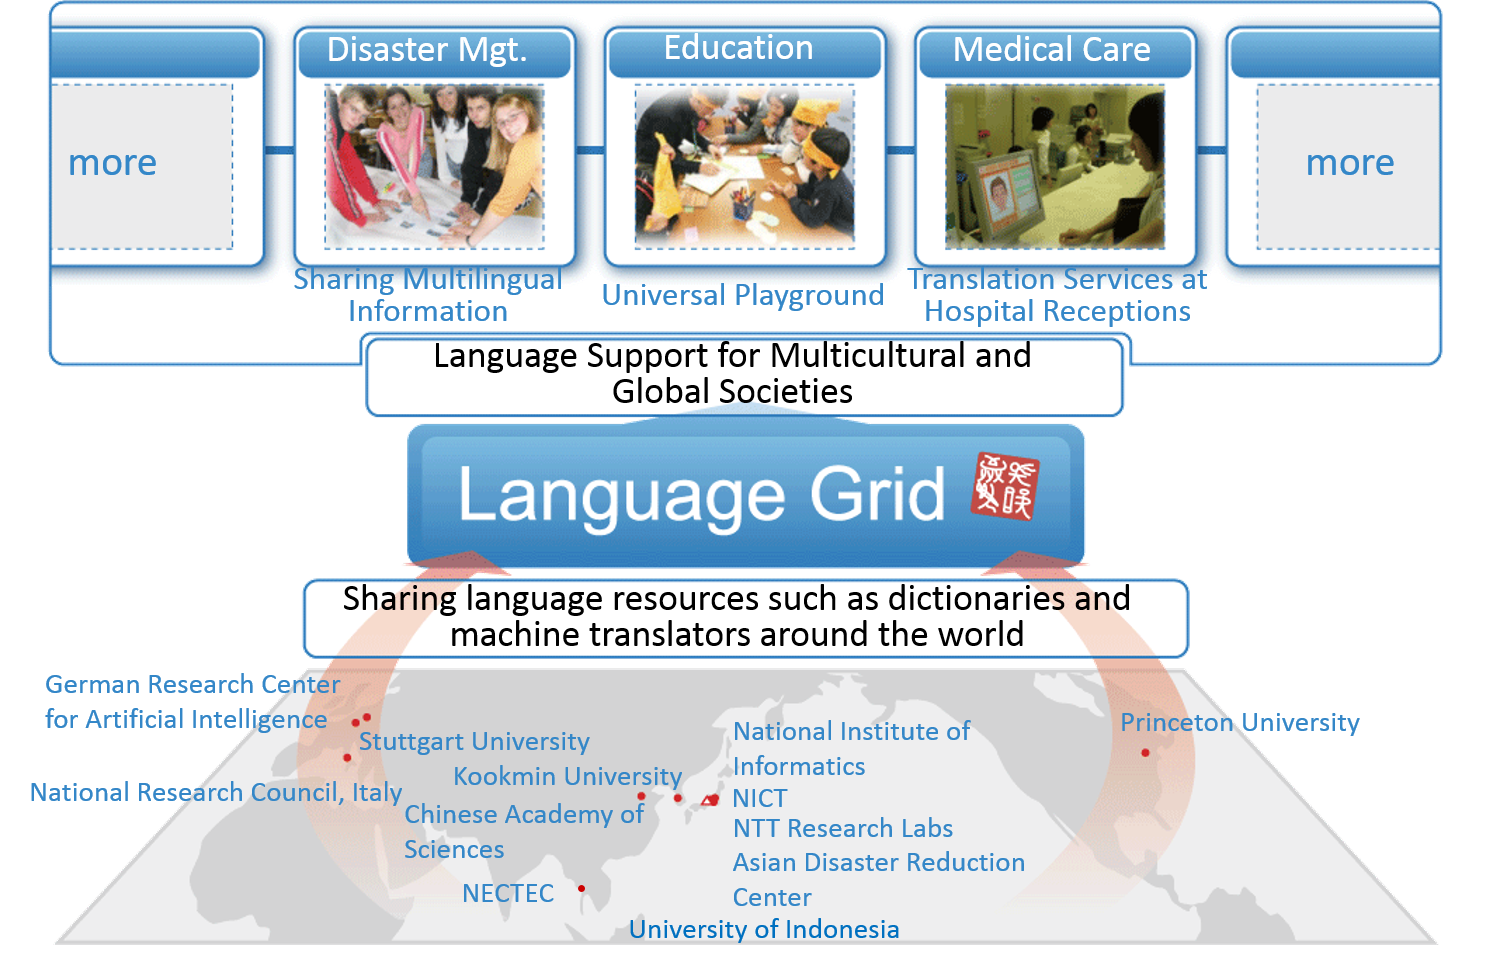 Disaster Mgt.
Education
Medical Care
more
more
Sharing Multilingual
Information
Universal Playground
Translation Services at
Hospital Receptions
Language Support for Multicultural and
Global Societies
Language Grid
Sharing language resources such as dictionaries and
machine translators around the world
German Research Center
for Artificial Intelligence
Stuttgart University
National Research Council, Italy
Kookmin University
Chinese Academy of
Sciences
NECTEC
National Institute of
Informatics
NICT
NTT Research Labs
Asian Disaster Reduction
Center
University of Indonesia
Princeton University